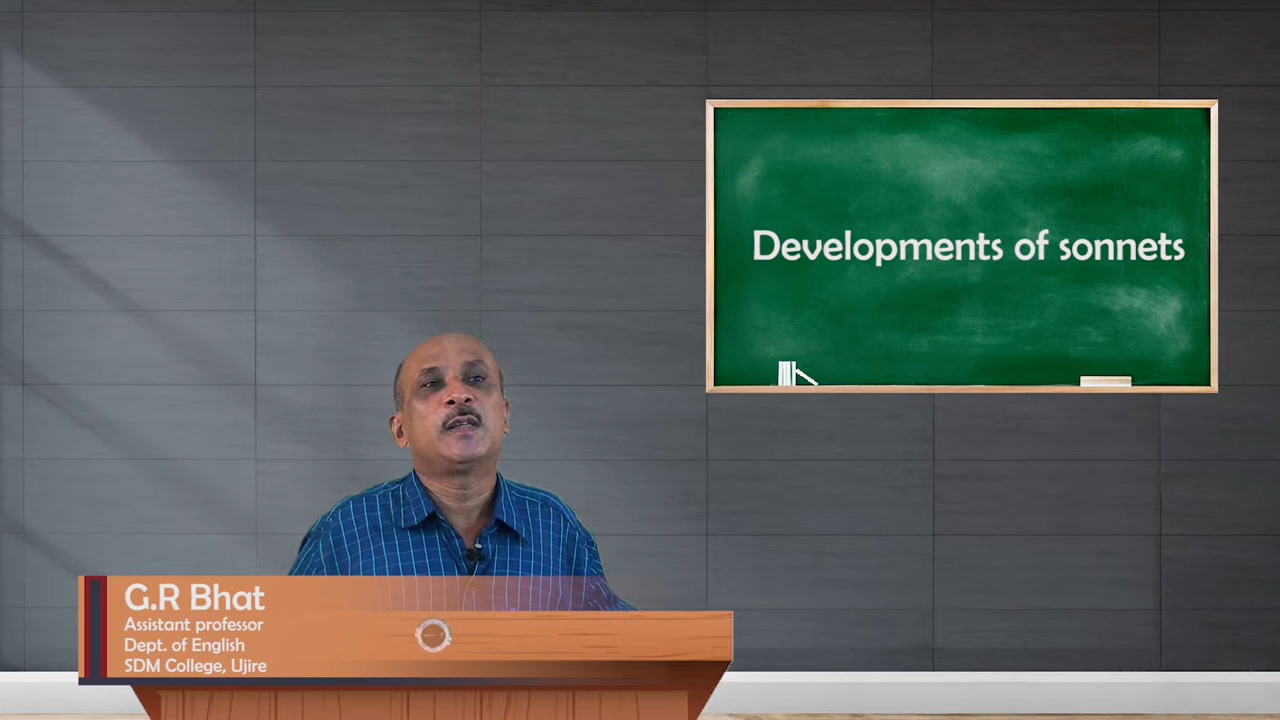 Developments of sonnets
G.R Bhat
Assistant professor
Dept. of English
SDM College, Ujire